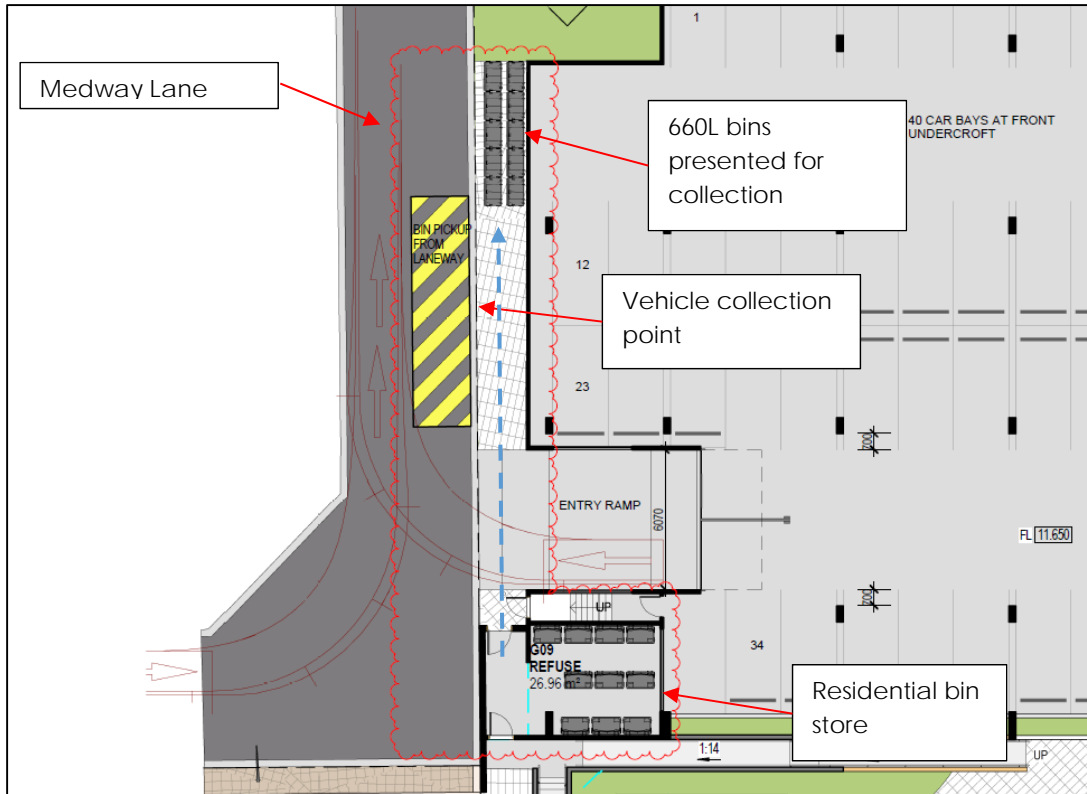 1
Medway Lane
660L bins
presented for
collection
40 CAR BAYS AT FRONT
UNDERCROFT
BIN PICKUP
FROM
LANEWAY
12
Vehicle collection
point
23
200
ENTRY RAMP
6070
FL 11.650
200
UP
34
G09
REFUSE
26.96 m²
Residential bin
store
1:14
UP